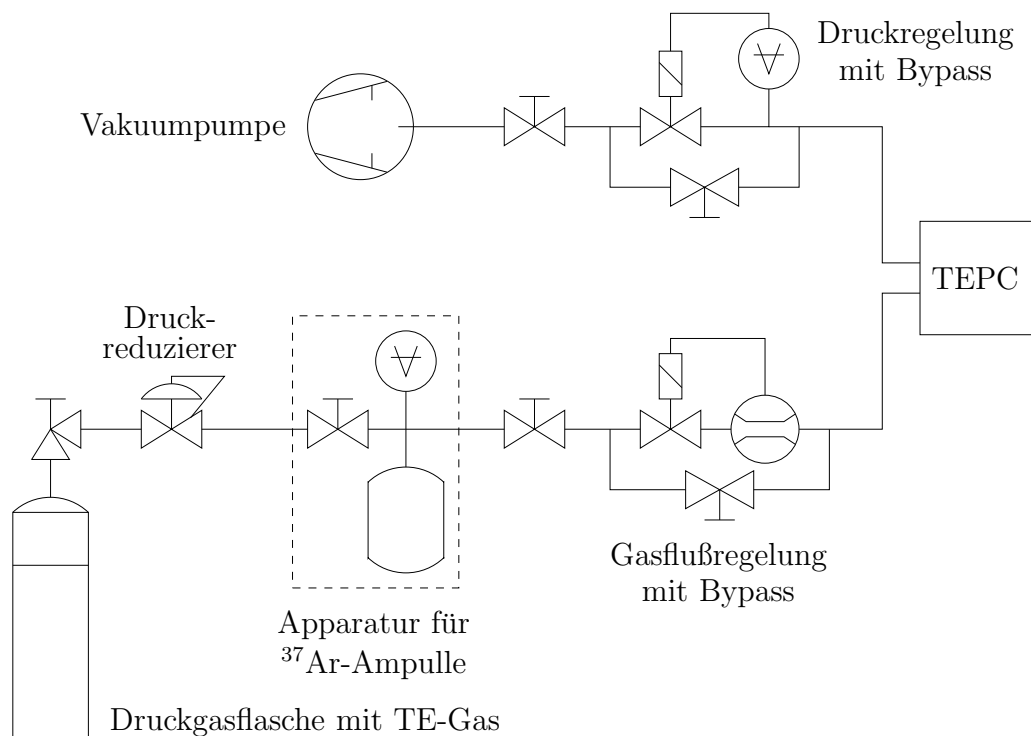 Druckregelung
mit Bypass
Vakuumpumpe
TEPC
Druck-
reduzierer
Gasflußregelung
mit Bypass
Apparatur für
³⁷Ar-Ampulle
Druckgasflasche mit TE-Gas